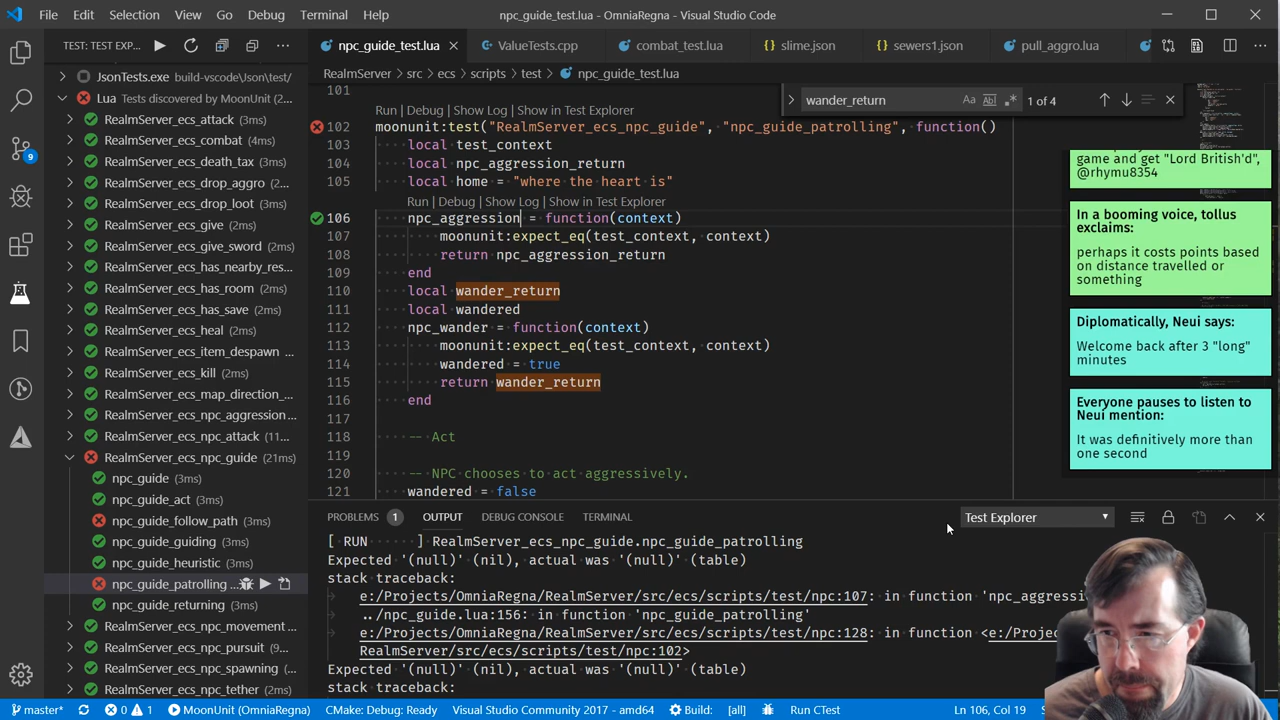 File Edit Selection View Go Debug Terminal Help
npc_guide_test.lua - OmniaRegna - Visual Studio Code
TEST: TEST EXP...
npc_guide_test.lua
ValueTests.cpp
combat_test.lua
slime.json
sewers1.json
pull_aggro.lua
RealmServer > src > ecs > scripts > test > npc_guide_test.lua
wander_return
1 of 4
JsonTests.exe build-vscode/Json/test/
Lua Tests discovered by MoonUnit (2...
RealmServer_ecs_attack (3ms)
RealmServer_ecs_combat (4ms)
RealmServer_ecs_death_tax (3ms)
RealmServer_ecs_drop_aggro (3ms)
RealmServer_ecs_drop_loot (3ms)
RealmServer_ecs_give (3ms)
RealmServer_ecs_give_sword (3ms)
RealmServer_ecs_has_nearby_res...
RealmServer_ecs_has_room (3ms)
RealmServer_ecs_has_save (3ms)
RealmServer_ecs_heal (3ms)
RealmServer_ecs_item_despawn (3ms)
RealmServer_ecs_kill (2ms)
RealmServer_ecs_map_direction_...
RealmServer_ecs_npc_aggression ...
RealmServer_ecs_npc_attack (11...
RealmServer_ecs_npc_guide (21ms)
npc_guide (3ms)
npc_guide_act (3ms)
npc_guide_follow_path (3ms)
npc_guide_guiding (3ms)
npc_guide_heuristic (3ms)
npc_guide_patrolling ...
npc_guide_returning (3ms)
RealmServer_ecs_npc_movement ...
RealmServer_ecs_npc_pursuit (9...
RealmServer_ecs_npc_spawning (...
RealmServer_ecs_npc_tether (2ms)
101
Run | Debug | Show Log | Show in Test Explorer
102 moonunit:test("RealmServer_ecs_npc_guide", "npc_guide_patrolling", function()
103 local test_context
104 local npc_aggression_return
105 local home = "where the heart is"
Run | Debug | Show Log | Show in Test Explorer
106 npc_aggression = function(context)
107 moonunit:expect_eq(test_context, context)
108 return npc_aggression_return
109 end
110 local wander_return
111 local wandered
112 npc_wander = function(context)
113 moonunit:expect_eq(test_context, context)
114 wandered = true
115 return wander_return
116 end
117
118 -- Act
119
120 -- NPC chooses to act aggressively.
121 wandered = false
game and get "Lord British'd",
@rhymu8354
In a booming voice, tollus
exclaims:
perhaps it costs points based
on distance travelled or
something
Diplomatically, Neui says:
Welcome back after 3 "long"
minutes
Everyone pauses to listen to
Neui mention:
It was definitively more than
one second
PROBLEMS 1 OUTPUT DEBUG CONSOLE TERMINAL
Test Explorer
[ RUN ] RealmServer_ecs_npc_guide.npc_guide_patrolling
Expected '(null)' (nil), actual was '(null)' (table)
stack traceback:
e:/Projects/OmniaRegna/RealmServer/src/ecs/scripts/test/npc:107: in function 'npc_aggressio
../npc_guide.lua:156: in function 'npc_guide_patrolling'
e:/Projects/OmniaRegna/RealmServer/src/ecs/scripts/test/npc:128: in function <e:/Proje
RealmServer/src/ecs/scripts/test/npc:102>
Expected '(null)' (nil), actual was '(null)' (table)
stack traceback:
9
master* 0 1 MoonUnit (OmniaRegna) CMake: Debug: Ready Visual Studio Community 2017 - amd64 Build: [all] Run CTest Ln 106, Col 19